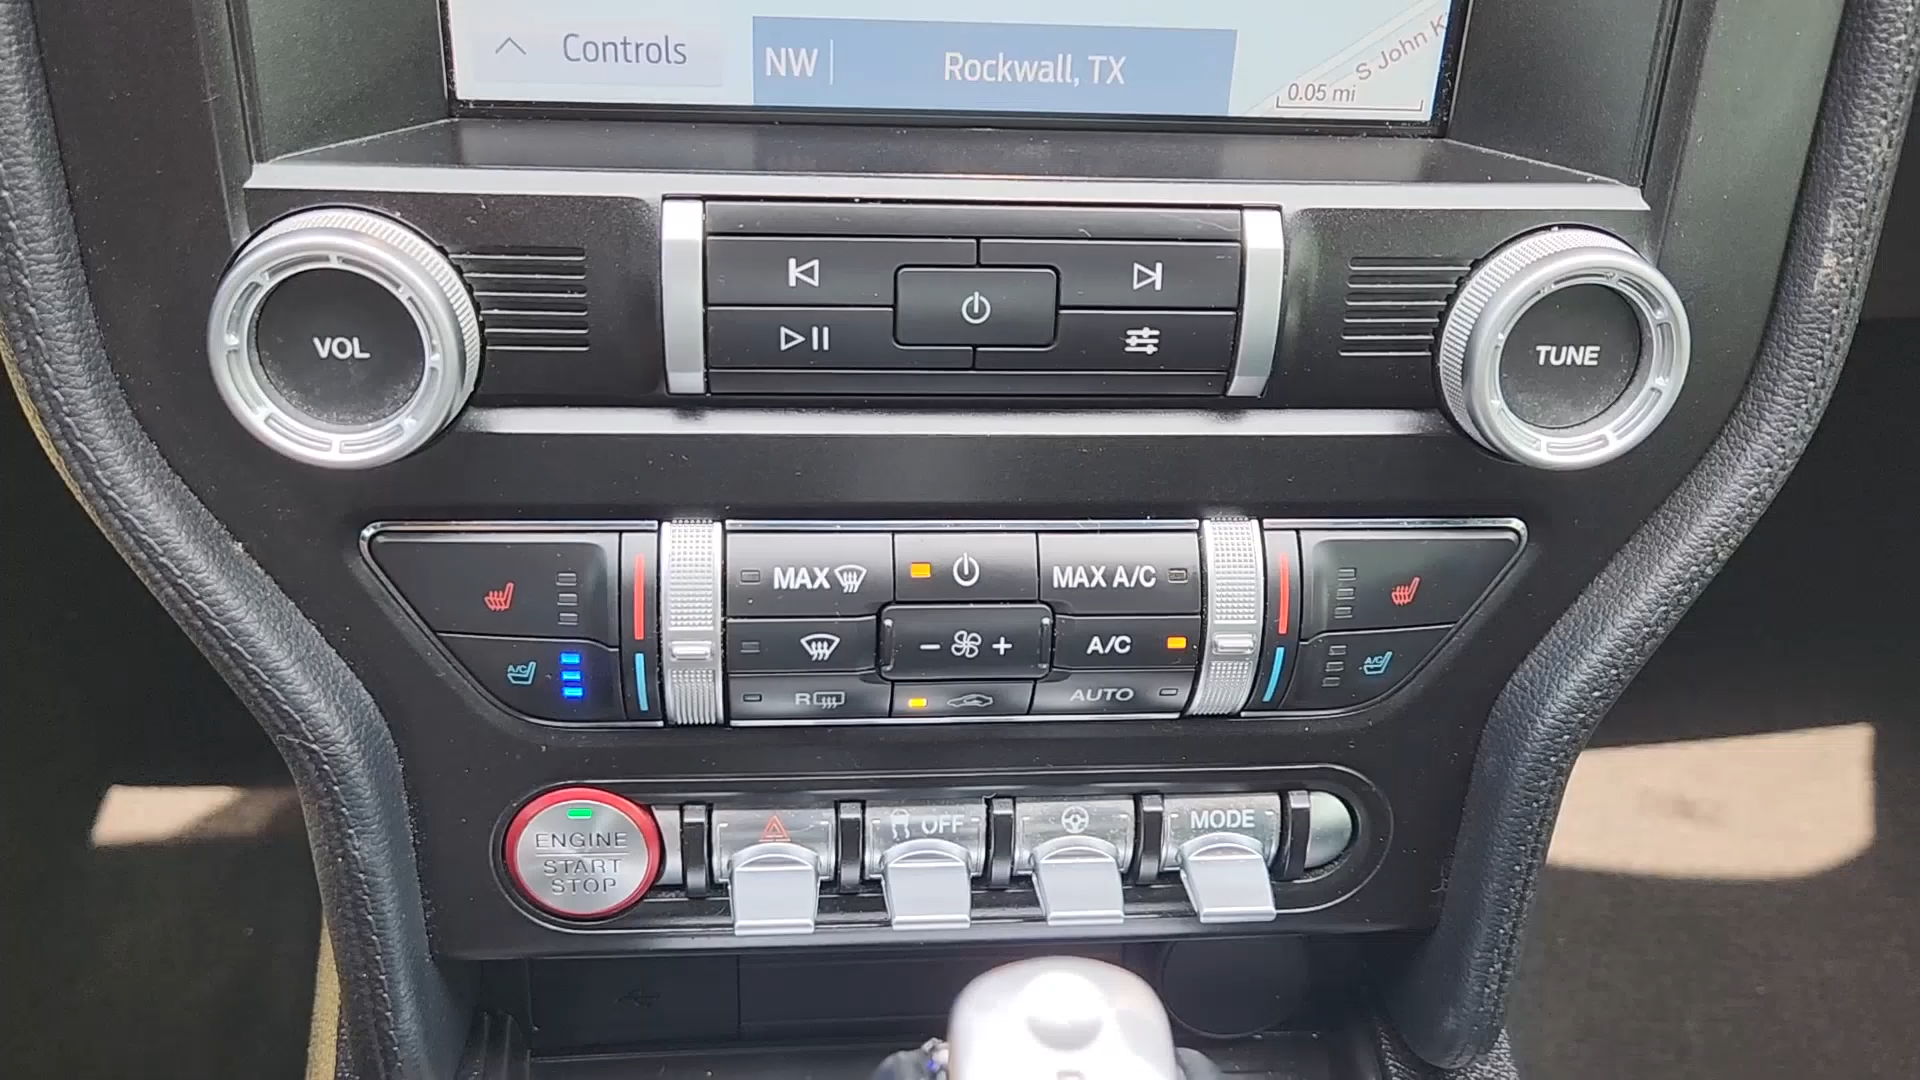 Controls
NW
Rockwall, TX
S John K
0.05 mi
VOL
TUNE
MAX
MAX A/C
A/C
A/C
A/C
R
AUTO
ENGINE
START
STOP
OFF
MODE